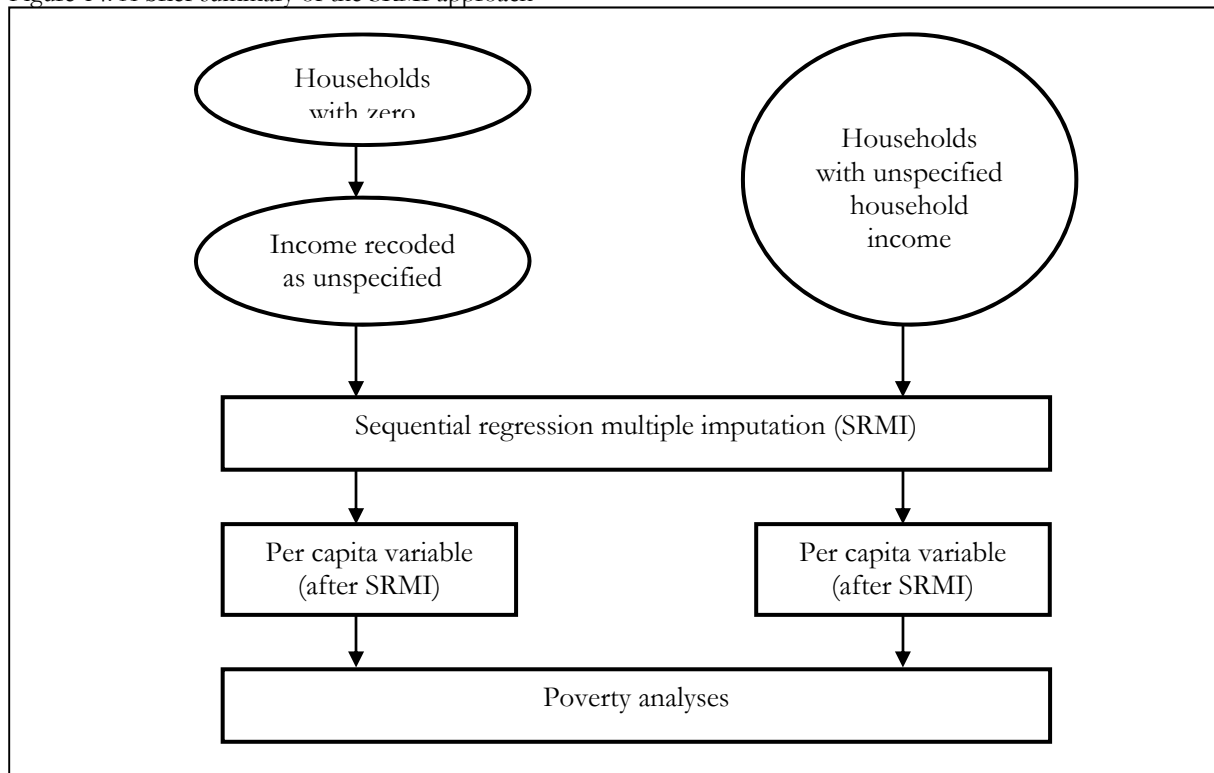 Households
with zero
Households
with unspecified
household
income
Income recoded
as unspecified
Sequential regression multiple imputation (SRMI)
Per capita variable
(after SRMI)
Per capita variable
(after SRMI)
Poverty analyses